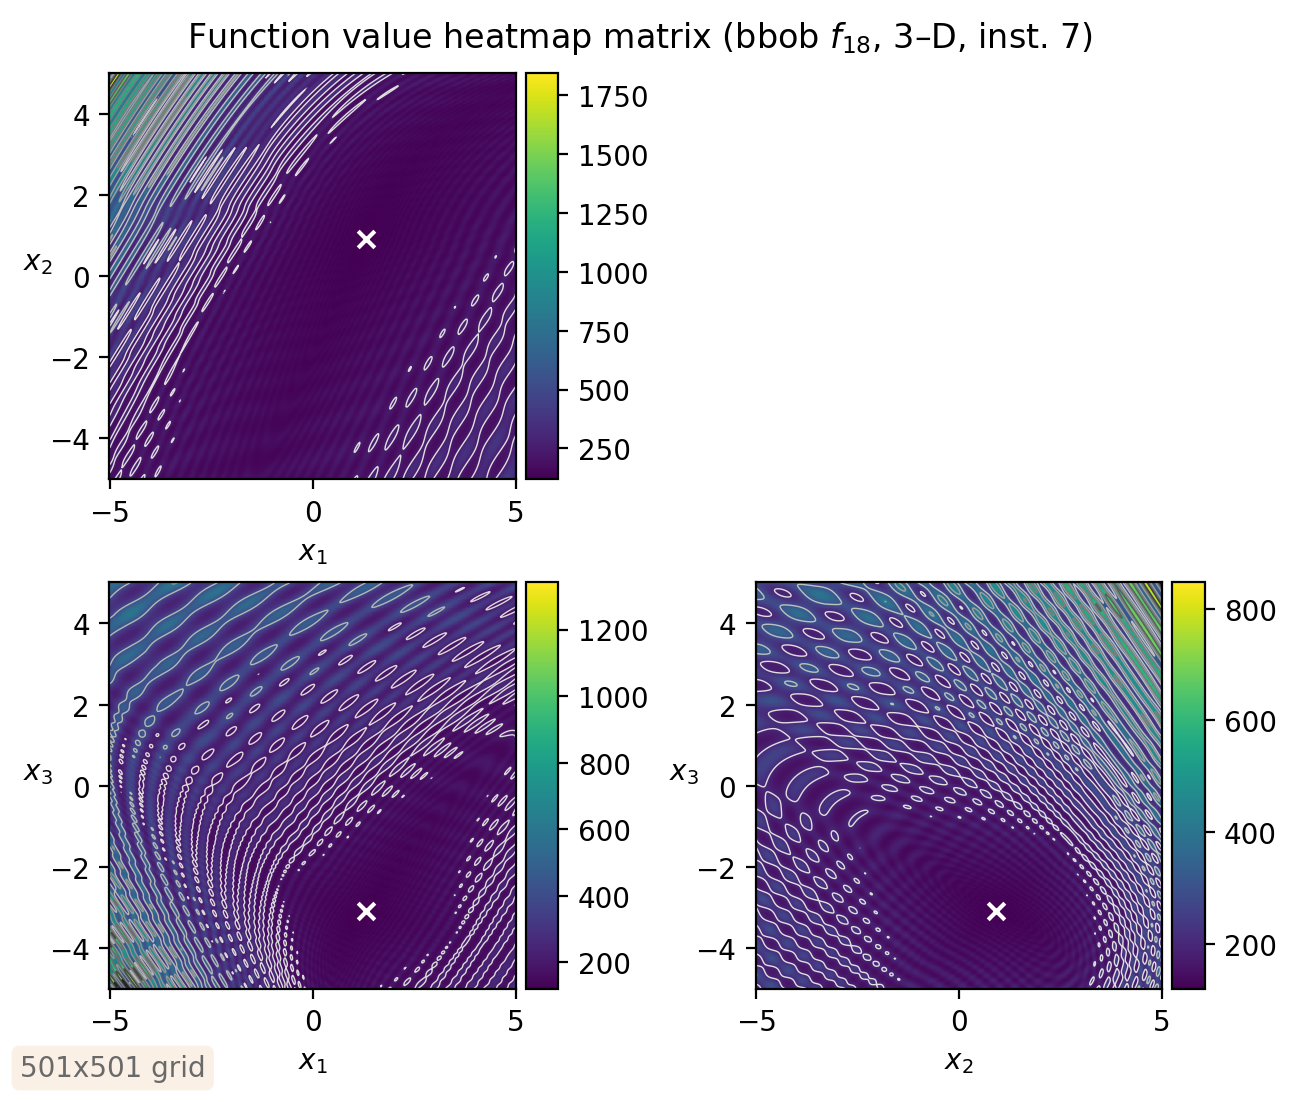 Function value heatmap matrix (bbob f₁₈, 3–D, inst. 7)
4
2
0
−2
−4
x₂
−5 0 5
x₁
1750
1500
1250
1000
750
500
250
4
2
0
−2
−4
x₃
−5 0 5
x₁
1200
1000
800
600
400
200
4
2
0
−2
−4
x₃
−5 0 5
x₂
800
600
400
200
501x501 grid